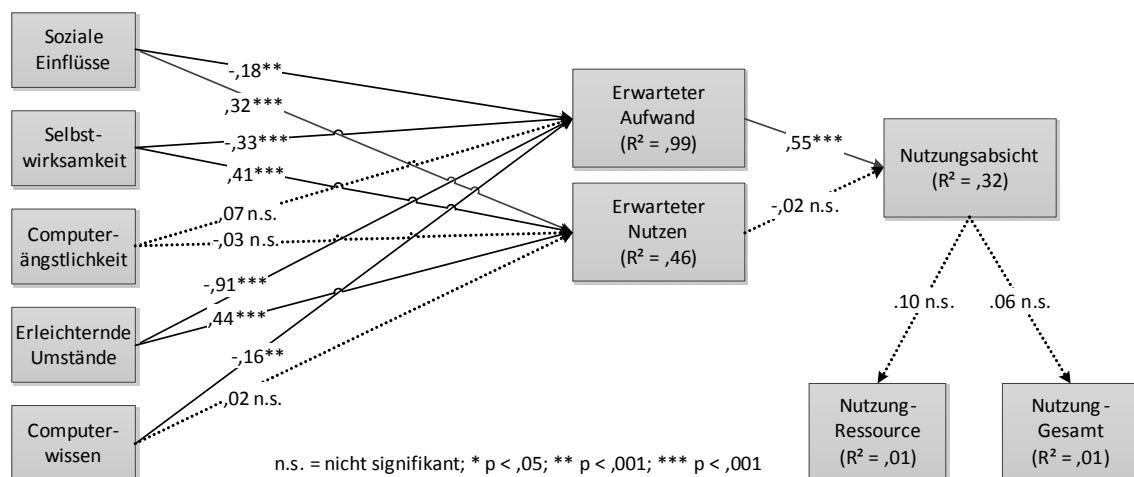 Soziale
Einflüsse
Selbst-
wirksamkeit
Computer-
ängstlichkeit
Erleichternde
Umstände
Computer-
wissen
-,18**
,32***
-,33***
,41***
,07 n.s.
-,03 n.s.
-,91***
,44***
-,16**
,02 n.s.
Erwarteter
Aufwand
(R² = ,99)
Erwarteter
Nutzen
(R² = ,46)
,55***
-,02 n.s.
Nutzungsabsicht
(R² = ,32)
.10 n.s.
.06 n.s.
Nutzung-
Ressource
(R² = ,01)
Nutzung -
Gesamt
(R² = ,01)
n.s. = nicht signifikant; * p < ,05; ** p < ,001; *** p < ,001